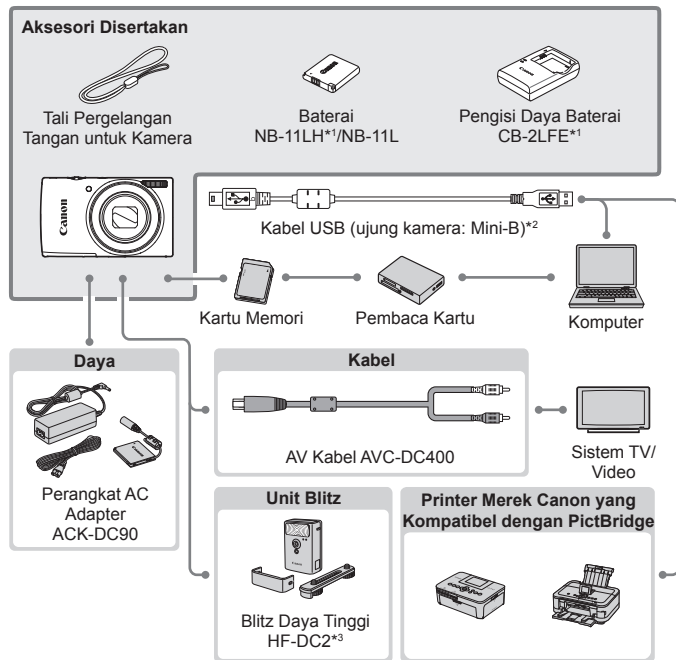 Aksesori Disertakan
Tali Pergelangan
Tangan untuk Kamera
Baterai
NB-11LH*1/NB-11L
Pengisi Daya Baterai
CB-2LFE*1
Canon
Kabel USB (ujung kamera: Mini-B)*2
Kartu Memori
Pembaca Kartu
Komputer
Daya
Perangkat AC
Adapter
ACK-DC90
Kabel
AV Kabel AVC-DC400
Sistem TV/
Video
Unit Blitz
Blitz Daya Tinggi
HF-DC2*3
Printer Merek Canon yang
Kompatibel dengan PictBridge